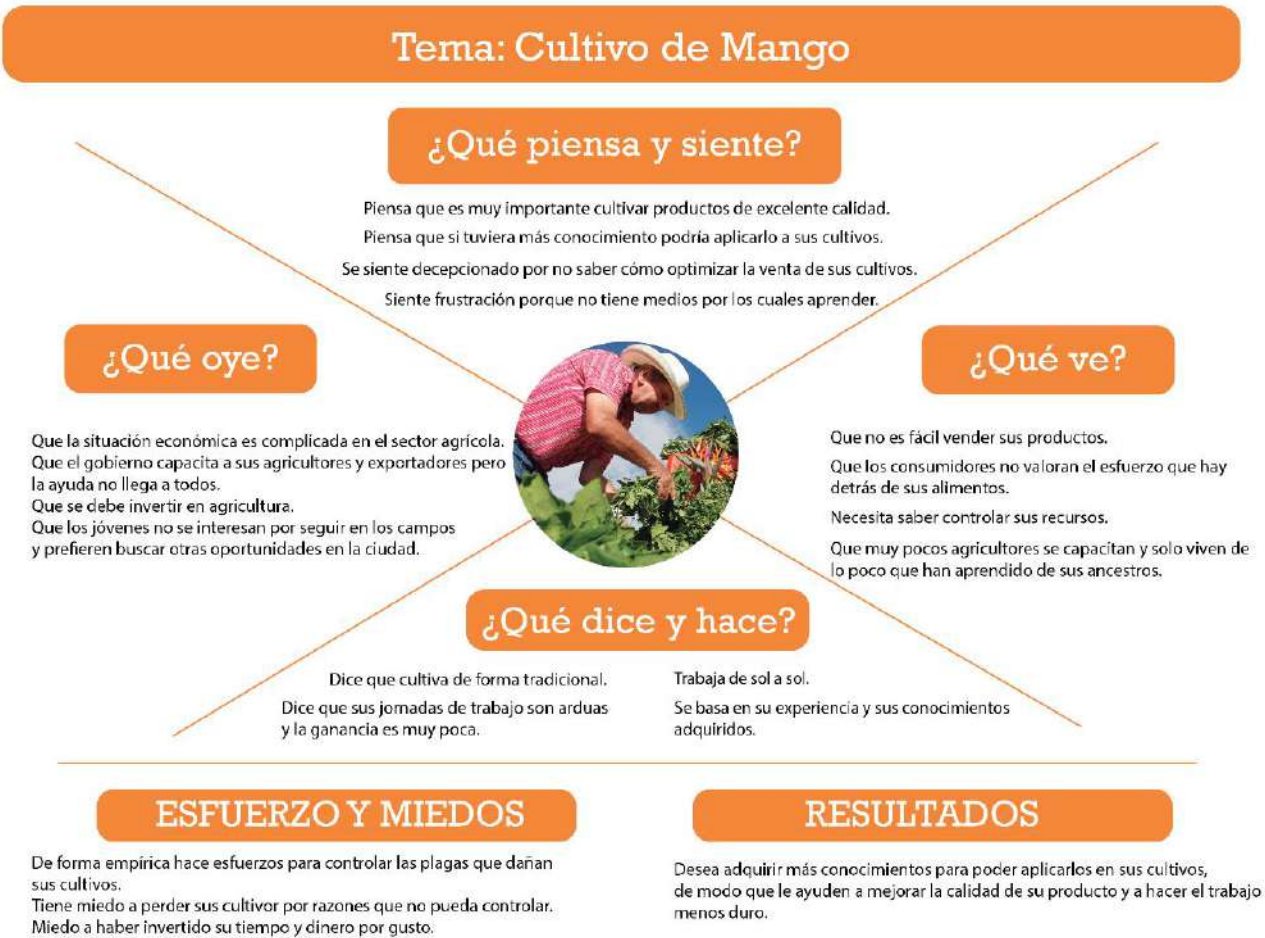 Tema: Cultivo de Mango
¿Qué piensa y siente?
Piensa que es muy importante cultivar productos de excelente calidad.
Piensa que si tuviera más conocimiento podría aplicarlo a sus cultivos.
Se siente decepcionado por no saber cómo optimizar la venta de sus cultivos.
Siente frustración porque no tiene medios por los cuales aprender.
¿Qué oye?
Que la situación económica es complicada en el sector agrícola.
Que el gobierno capacita a sus agricultores y exportadores pero
la ayuda no llega a todos.
Que se debe invertir en agricultura.
Que los jóvenes no se interesan por seguir en los campos
y prefieren buscar otras oportunidades en la ciudad.
¿Qué ve?
Que no es fácil vender sus productos.
Que los consumidores no valoran el esfuerzo que hay
detrás de sus alimentos.
Necesita saber controlar sus recursos.
Que muy pocos agricultores se capacitan y solo viven de
lo poco que han aprendido de sus ancestros.
¿Qué dice y hace?
Dice que cultiva de forma tradicional.
Dice que sus jornadas de trabajo son arduas
y la ganancia es muy poca.
Trabaja de sol a sol.
Se basa en su experiencia y sus conocimientos
adquiridos.
ESFUERZO Y MIEDOS
De forma empírica hace esfuerzos para controlar las plagas que dañan
sus cultivos.
Tiene miedo a perder sus cultivor por razones que no pueda controlar.
Miedo a haber invertido su tiempo y dinero por gusto.
RESULTADOS
Desea adquirir más conocimientos para poder aplicarlos en sus cultivos,
de modo que le ayuden a mejorar la calidad de su producto y a hacer el trabajo
menos duro.